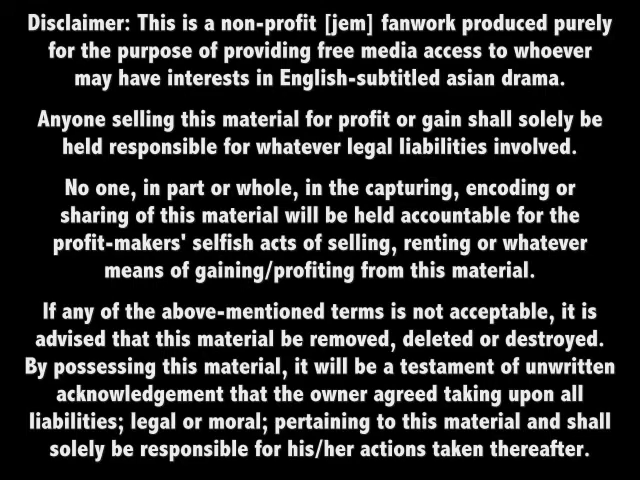 Disclaimer: This is a non-profit [jem] fanwork produced purely
for the purpose of providing free media access to whoever
may have interests in English-subtitled asian drama.
Anyone selling this material for profit or gain shall solely be
held responsible for whatever legal liabilities involved.
No one, in part or whole, in the capturing, encoding or
sharing of this material will be held accountable for the
profit-makers' selfish acts of selling, renting or whatever
means of gaining/profiting from this material.
If any of the above-mentioned terms is not acceptable, it is
advised that this material be removed, deleted or destroyed.
By possessing this material, it will be a testament of unwritten
acknowledgement that the owner agreed taking upon all
liabilities; legal or moral; pertaining to this material and shall
solely be responsible for his/her actions taken thereafter.